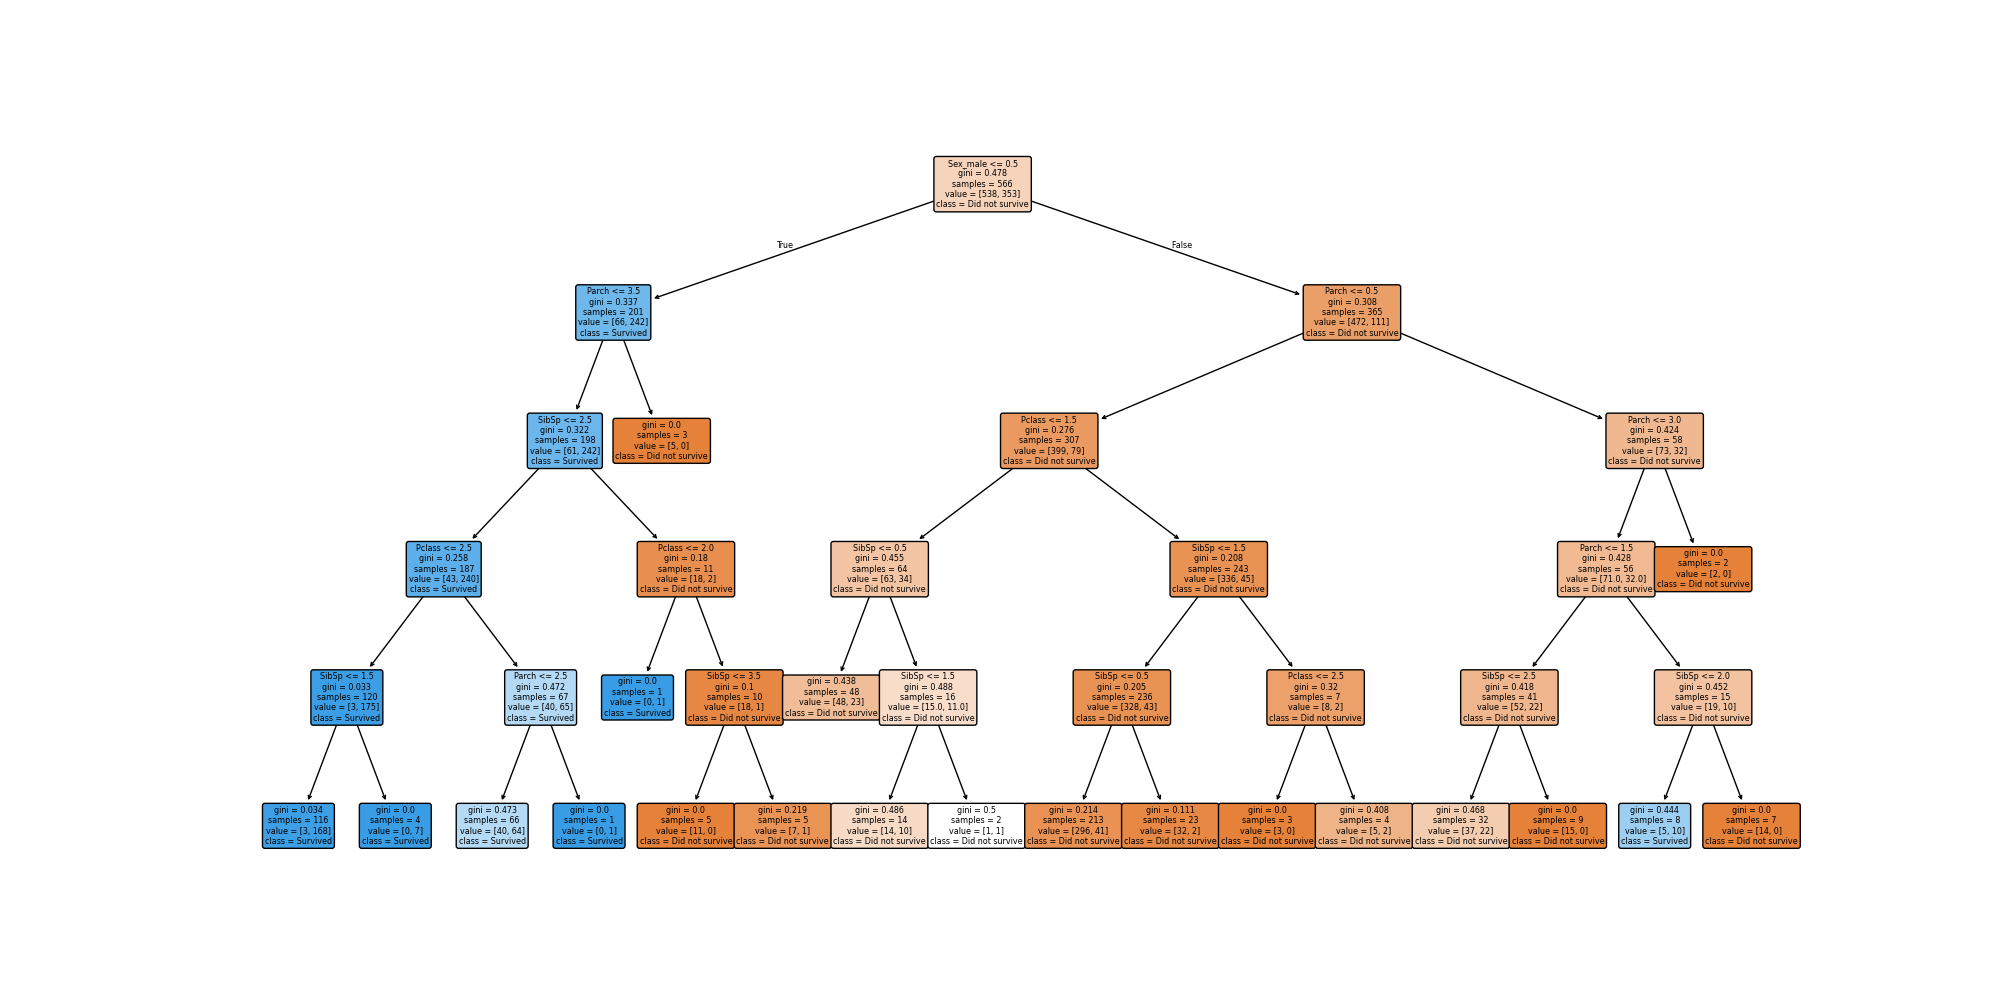 Sex_male <= 0.5
gini = 0.478
samples = 566
value = [538, 353]
class = Did not survive
True
False
Parch <= 3.5
gini = 0.337
samples = 201
value = [66, 242]
class = Survived
Parch <= 0.5
gini = 0.308
samples = 365
value = [472, 111]
class = Did not survive
SibSp <= 2.5
gini = 0.322
samples = 198
value = [61, 242]
class = Survived
gini = 0.0
samples = 3
value = [5, 0]
class = Did not survive
Pclass <= 1.5
gini = 0.276
samples = 307
value = [399, 79]
class = Did not survive
Parch <= 3.0
gini = 0.424
samples = 58
value = [73, 32]
class = Did not survive
Pclass <= 2.5
gini = 0.258
samples = 187
value = [43, 240]
class = Survived
Pclass <= 2.0
gini = 0.18
samples = 11
value = [18, 2]
class = Did not survive
SibSp <= 0.5
gini = 0.455
samples = 64
value = [63, 34]
class = Did not survive
SibSp <= 1.5
gini = 0.208
samples = 243
value = [336, 45]
class = Did not survive
Parch <= 1.5
gini = 0.428
samples = 56
value = [71.0, 32.0]
class = Did not survive
gini = 0.0
samples = 2
value = [2, 0]
class = Did not survive
SibSp <= 1.5
gini = 0.033
samples = 120
value = [3, 175]
class = Survived
Parch <= 2.5
gini = 0.472
samples = 67
value = [40, 65]
class = Survived
gini = 0.0
samples = 1
value = [0, 1]
class = Survived
SibSp <= 3.5
gini = 0.1
samples = 10
value = [18, 1]
class = Did not survive
gini = 0.438
samples = 48
value = [48, 23]
class = Did not survive
SibSp <= 1.5
gini = 0.488
samples = 16
value = [15.0, 11.0]
class = Did not survive
SibSp <= 0.5
gini = 0.205
samples = 236
value = [328, 43]
class = Did not survive
Pclass <= 2.5
gini = 0.32
samples = 7
value = [8, 2]
class = Did not survive
SibSp <= 2.5
gini = 0.418
samples = 41
value = [52, 22]
class = Did not survive
SibSp <= 2.0
gini = 0.452
samples = 15
value = [19, 10]
class = Did not survive
gini = 0.034
samples = 116
value = [3, 168]
class = Survived
gini = 0.0
samples = 4
value = [0, 7]
class = Survived
gini = 0.473
samples = 66
value = [40, 64]
class = Survived
gini = 0.0
samples = 1
value = [0, 1]
class = Survived
gini = 0.0
samples = 5
value = [11, 0]
class = Did not survive
gini = 0.219
samples = 5
value = [7, 1]
class = Did not survive
gini = 0.486
samples = 14
value = [14, 10]
class = Did not survive
gini = 0.5
samples = 2
value = [1, 1]
class = Did not survive
gini = 0.214
samples = 213
value = [296, 41]
class = Did not survive
gini = 0.111
samples = 23
value = [32, 2]
class = Did not survive
gini = 0.0
samples = 3
value = [3, 0]
class = Did not survive
gini = 0.408
samples = 4
value = [5, 2]
class = Did not survive
gini = 0.468
samples = 32
value = [37, 22]
class = Did not survive
gini = 0.0
samples = 9
value = [15, 0]
class = Did not survive
gini = 0.444
samples = 8
value = [5, 10]
class = Survived
gini = 0.0
samples = 7
value = [14, 0]
class = Did not survive